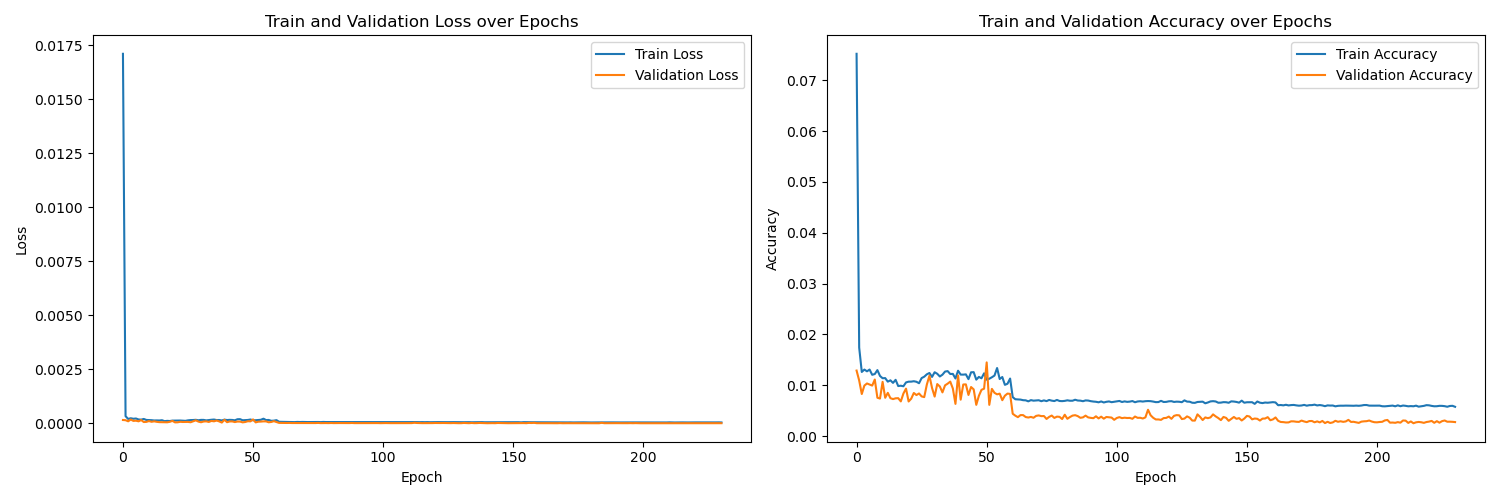 Train and Validation Loss over Epochs
Train Loss
Validation Loss
0.0175
0.0150
0.0125
0.0100
0.0075
0.0050
0.0025
0.0000
Loss
0 50 100 150 200
Epoch
Train and Validation Accuracy over Epochs
Train Accuracy
Validation Accuracy
0.07
0.06
0.05
0.04
0.03
0.02
0.01
0.00
Accuracy
0 50 100 150 200
Epoch